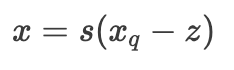 x = s(x_q − z)